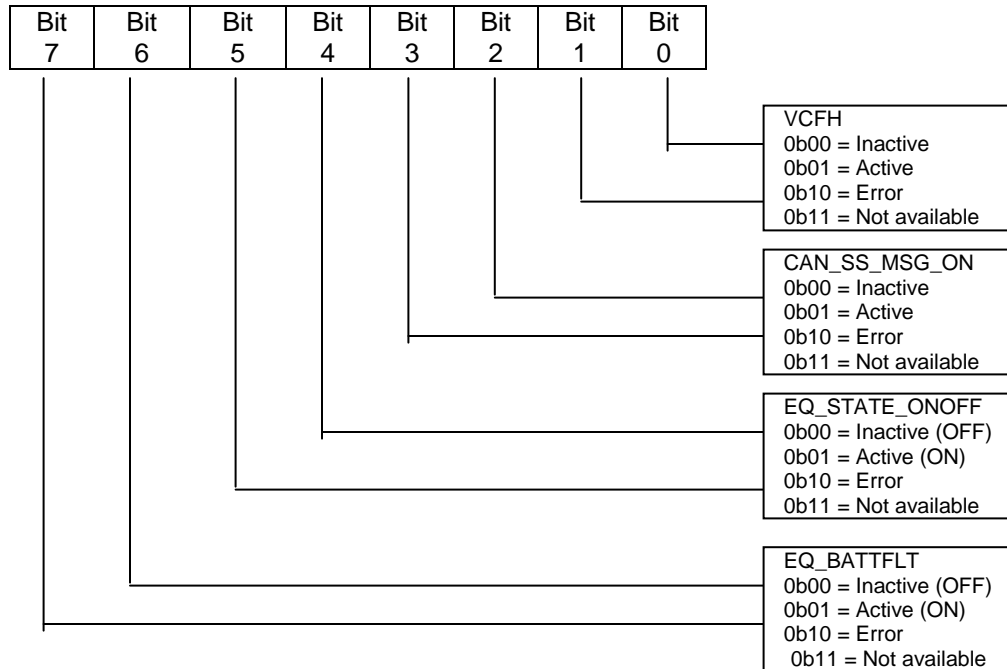 Bit Bit Bit Bit Bit Bit Bit Bit
7 6 5 4 3 2 1 0
VCFH
0b00 = Inactive
0b01 = Active
0b10 = Error
0b11 = Not available
CAN_SS_MSG_ON
0b00 = Inactive
0b01 = Active
0b10 = Error
0b11 = Not available
EQ_STATE_ONOFF
0b00 = Inactive (OFF)
0b01 = Active (ON)
0b10 = Error
0b11 = Not available
EQ_BATTFLT
0b00 = Inactive (OFF)
0b01 = Active (ON)
0b10 = Error
0b11 = Not available